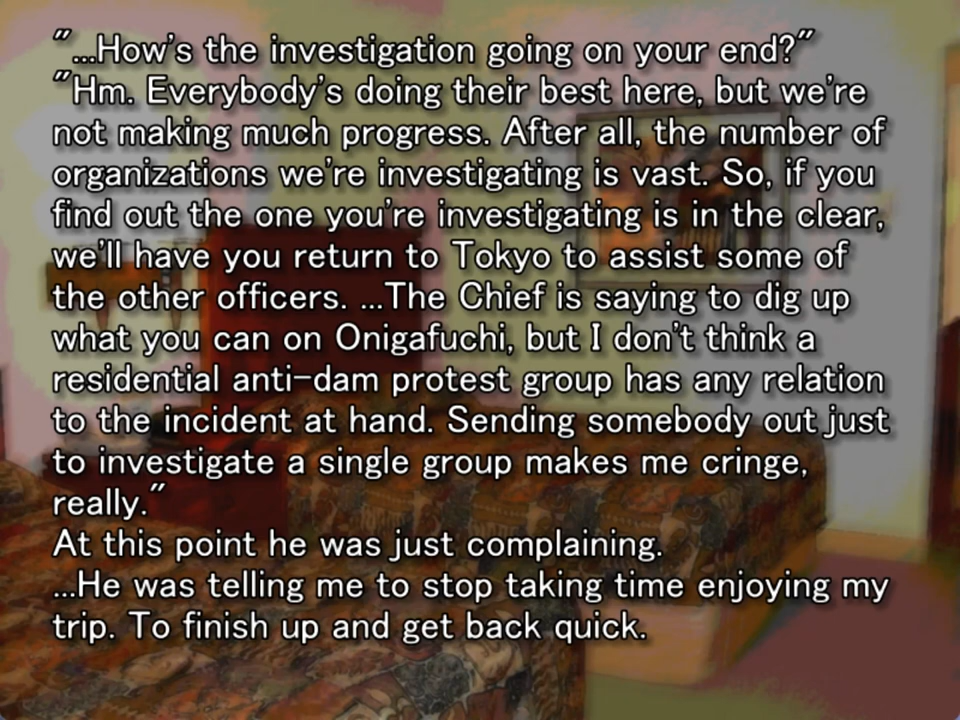 "...How's the investigation going on your end?"
"Hm. Everybody's doing their best here, but we're
not making much progress. After all, the number of
organizations we're investigating is vast. So, if you
find out the one you're investigating is in the clear,
we'll have you return to Tokyo to assist some of
the other officers. ...The Chief is saying to dig up
what you can on Onigafuchi, but I don't think a
residential anti-dam protest group has any relation
to the incident at hand. Sending somebody out just
to investigate a single group makes me cringe,
really."
At this point he was just complaining.
...He was telling me to stop taking time enjoying my
trip. To finish up and get back quick.